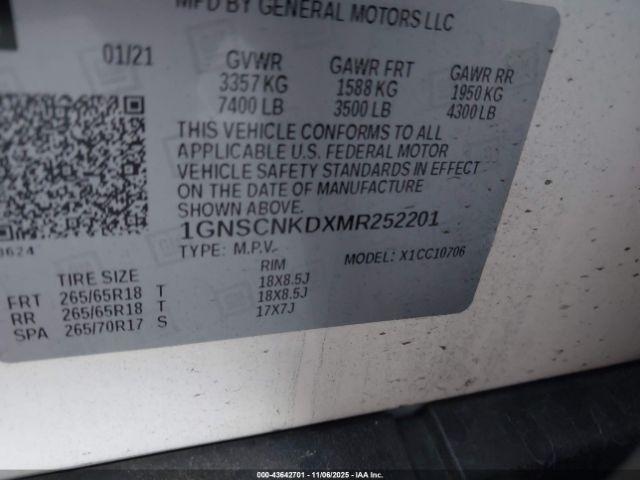 MFD BY GENERAL MOTORS LLC
01/21 GVWR GAWR FRT GAWR RR
3357 KG 1588 KG 1950 KG
7400 LB 3500 LB 4300 LB
THIS VEHICLE CONFORMS TO ALL
APPLICABLE U.S. FEDERAL MOTOR
VEHICLE SAFETY STANDARDS IN EFFECT
ON THE DATE OF MANUFACTURE
SHOWN ABOVE.
1GNSCNKDXMR252201
TYPE: M.P.V. MODEL: X1CC10706
TIRE SIZE RIM
FRT 265/65R18 T 18X8.5J
RR 265/65R18 T 18X8.5J
SPA 265/70R17 S 17X7J
000-43642701 - 11/06/2025 - IAA Inc.